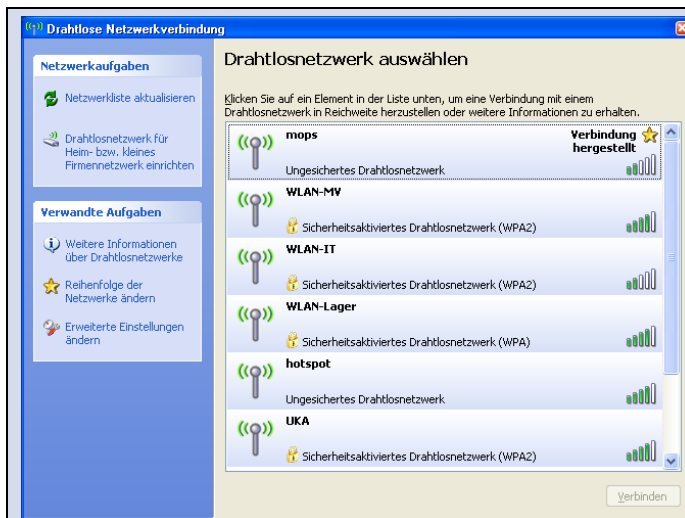 Drahtlose Netzwerkverbindung
Netzwerkaufgaben
Netzwerkliste aktualisieren
Drahtlosnetzwerk für
Heim- bzw. kleines
Firmennetzwerk einrichten
Verwandte Aufgaben
Weitere Informationen
über Drahtlosnetzwerke
Reihenfolge der
Netzwerke ändern
Erweiterte Einstellungen
ändern
Drahtlosnetzwerk auswählen
Klicken Sie auf ein Element in der Liste unten, um eine Verbindung mit einem
Drahtlosnetzwerk in Reichweite herzustellen oder weitere Informationen zu erhalten.
mops
Verbindung
hergestellt
Ungesichertes Drahtlosnetzwerk
WLAN-MV
Sicherheitsaktiviertes Drahtlosnetzwerk (WPA2)
WLAN-IT
Sicherheitsaktiviertes Drahtlosnetzwerk (WPA2)
WLAN-Lager
Sicherheitsaktiviertes Drahtlosnetzwerk (WPA)
hotspot
Ungesichertes Drahtlosnetzwerk
UKA
Sicherheitsaktiviertes Drahtlosnetzwerk (WPA2)
Verbinden